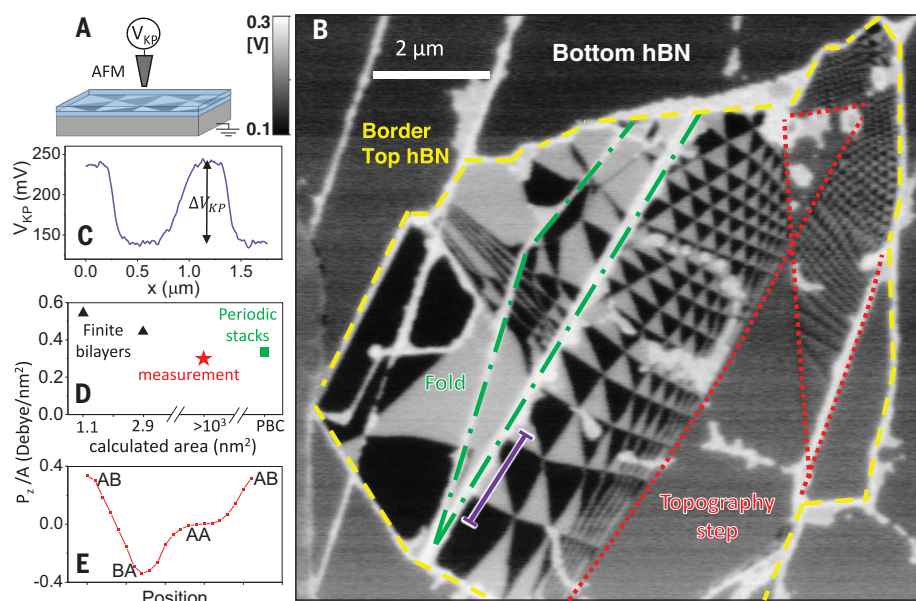 A
V_KP
AFM
0.3
[V]
0.1
B
2 μm
Bottom hBN
Border
Top hBN
Fold
Topography
step
C
V_KP (mV)
250
200
150
ΔV_KP
0.0 0.5 1.0 1.5
x (μm)
D
P_z/A (Debye/nm²)
0.6
0.3
0.0
Finite
bilayers
Periodic
stacks
measurement
1.1 2.9 >10³ PBC
calculated area (nm²)
E
0.4
0.0
-0.4
AB
BA
AA
AB
Position